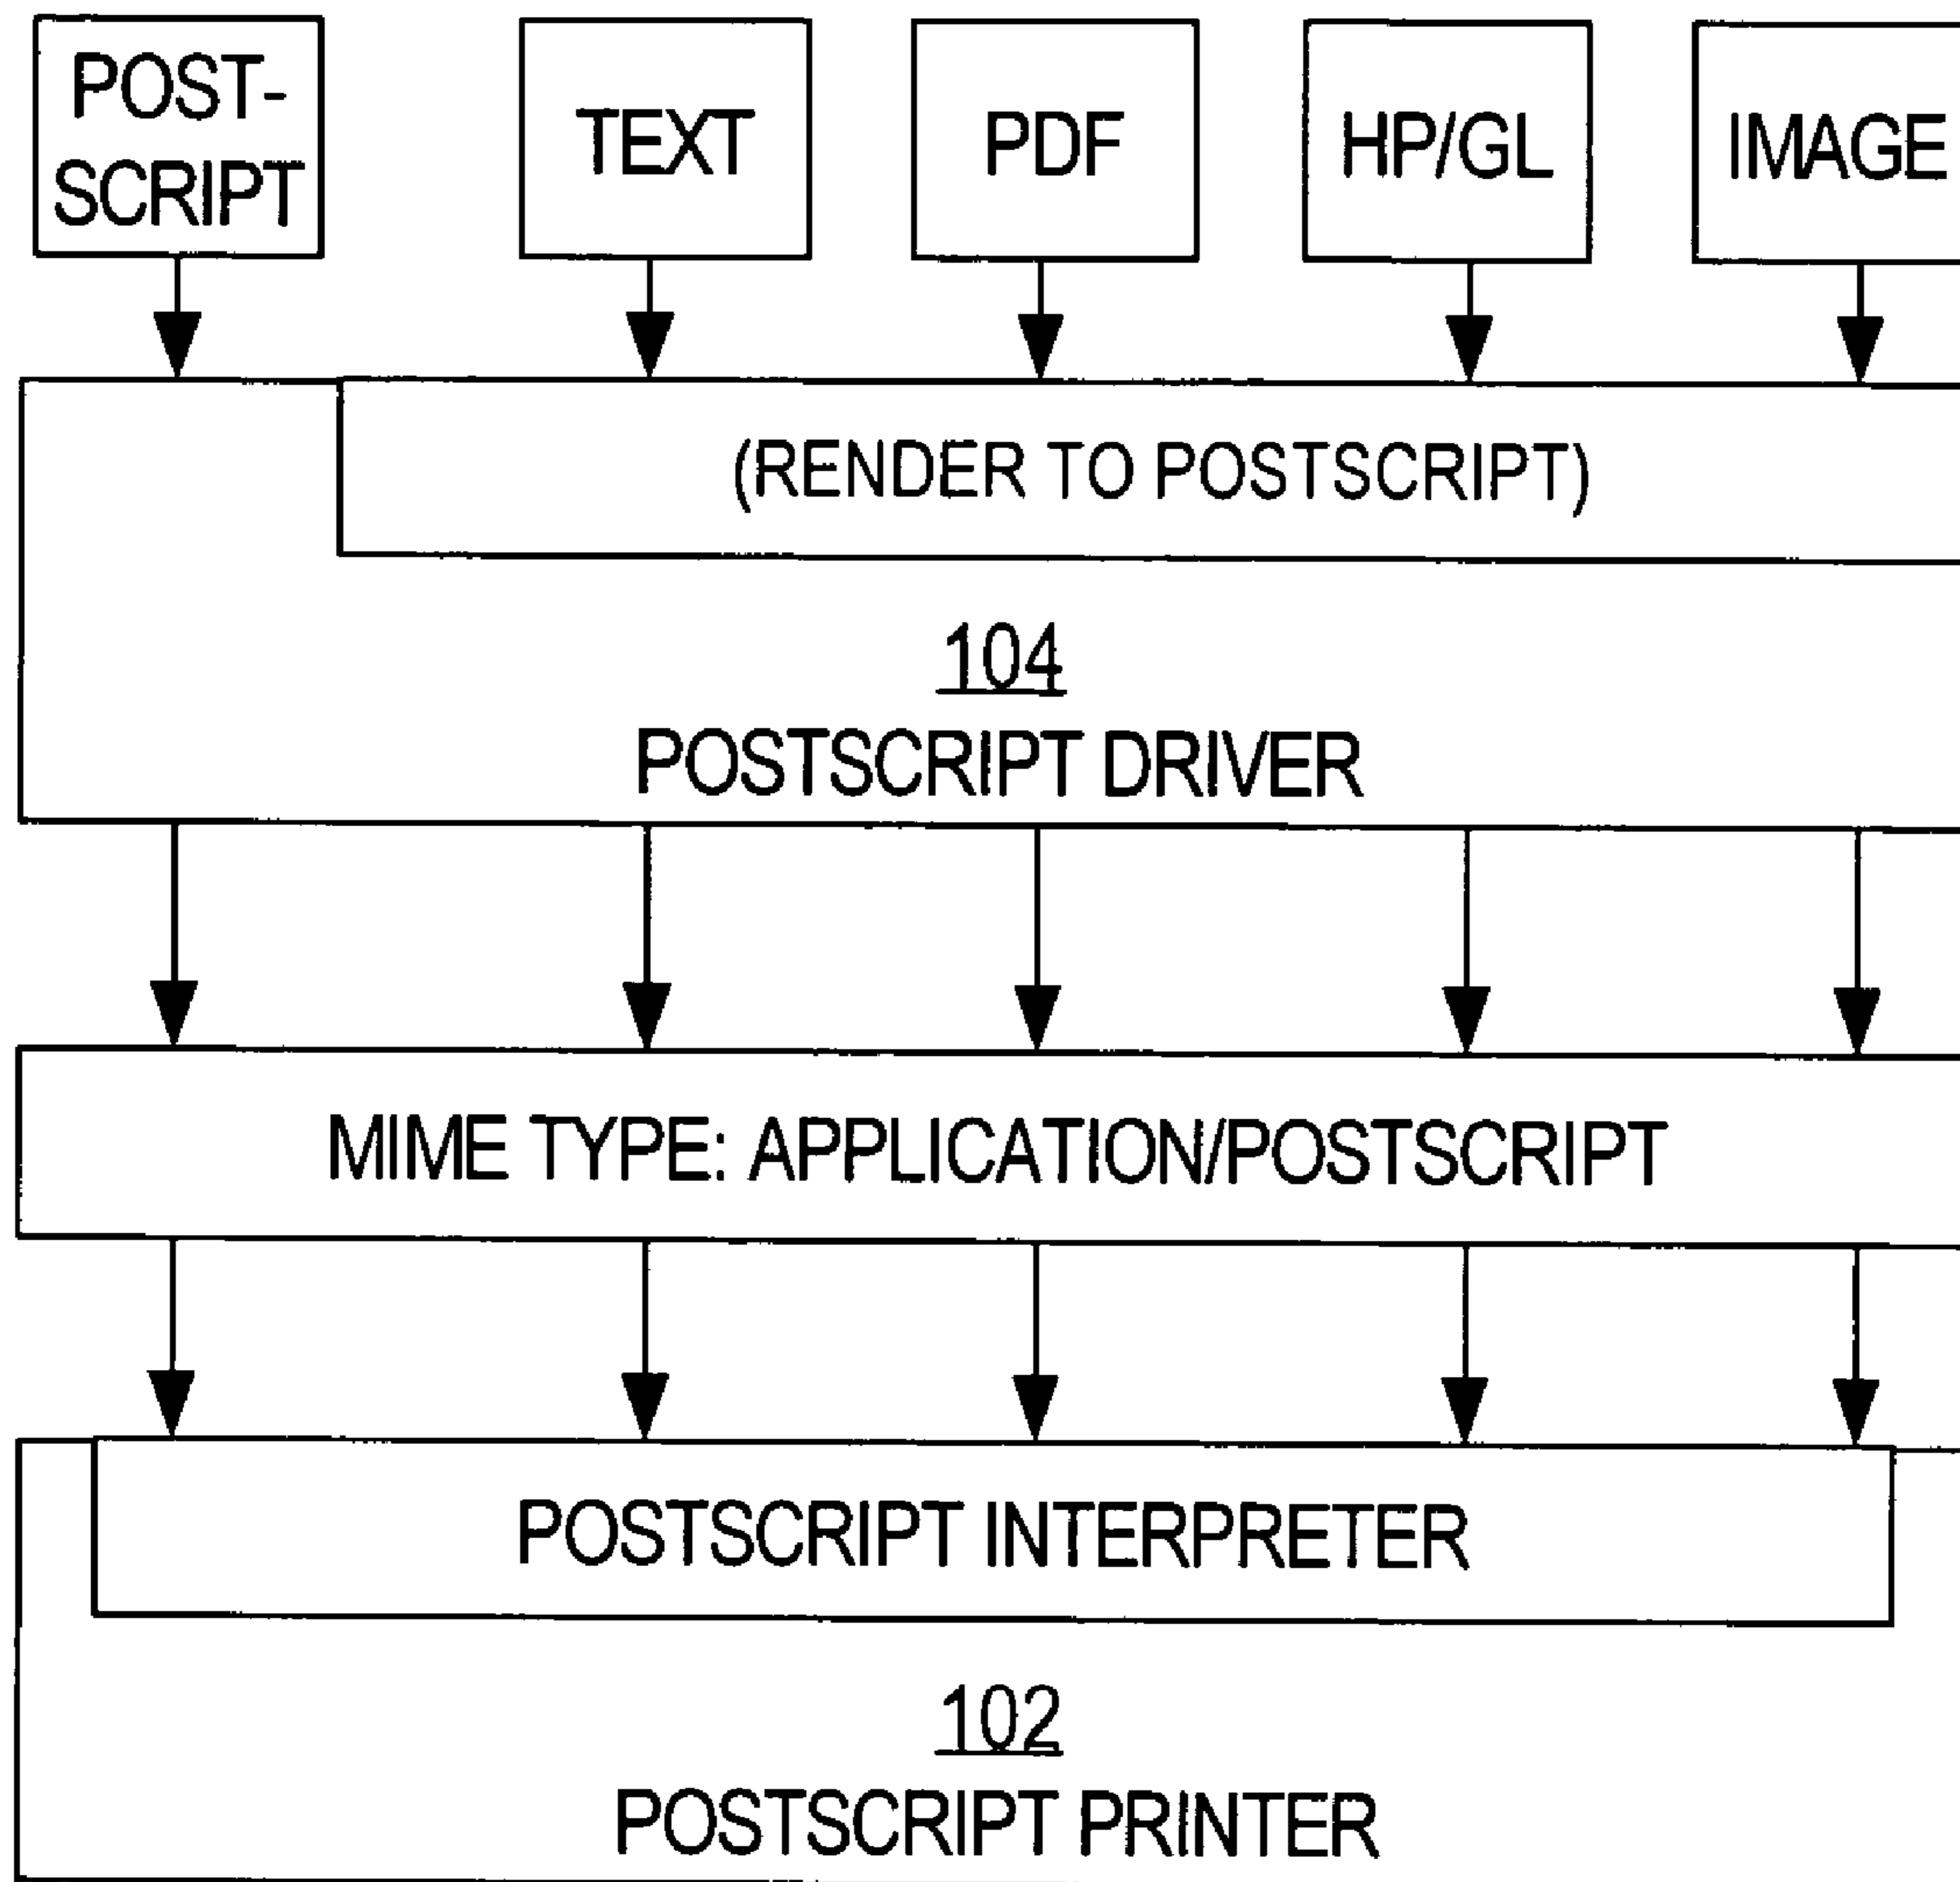 POST-
SCRIPT
TEXT
PDF
HP/GL
IMAGE
(RENDER TO POSTSCRIPT)
104
POSTSCRIPT DRIVER
MIME TYPE: APPLICATION/POSTSCRIPT
POSTSCRIPT INTERPRETER
102
POSTSCRIPT PRINTER